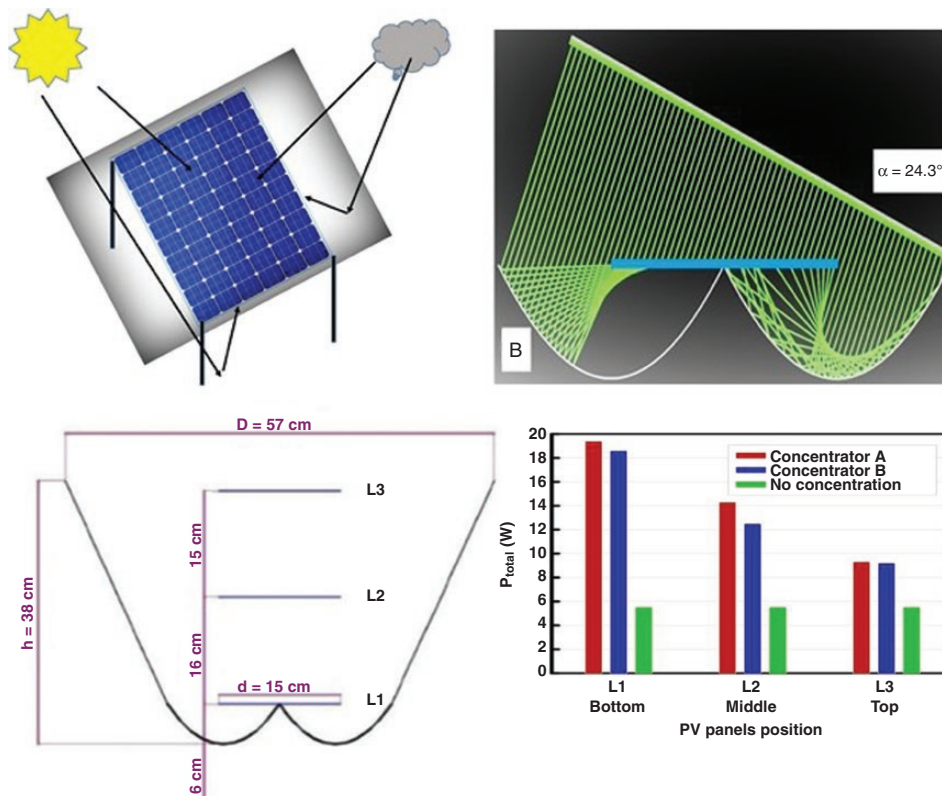 α = 24.3°
B
D = 57 cm
h = 38 cm
15 cm
16 cm
6 cm
d = 15 cm
L3
L2
L1
20
18
16
14
12
10
8
6
4
2
0
P_total (W)
Concentrator A
Concentrator B
No concentration
L1 L2 L3
Bottom Middle Top
PV panels position